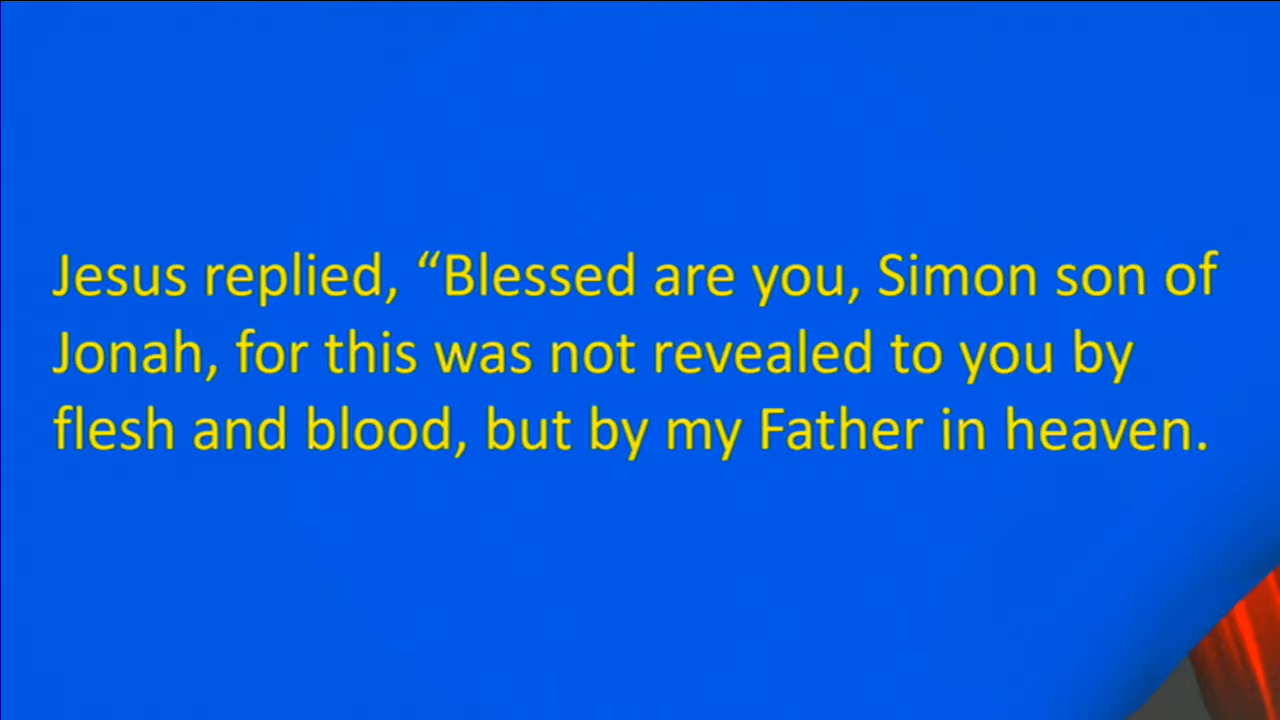 Jesus replied, “Blessed are you, Simon son of
Jonah, for this was not revealed to you by
flesh and blood, but by my Father in heaven.